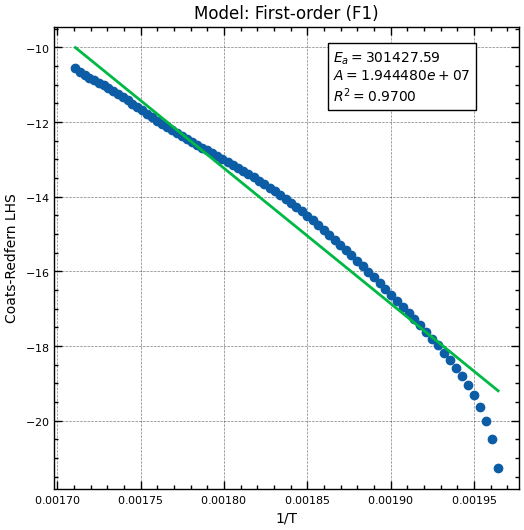 Model: First-order (F1)
−10
−12
−14
−16
−18
−20
Coats-Redfern LHS
E_a = 301427.59
A = 1.944480e + 07
R² = 0.9700
0.00170 0.00175 0.00180 0.00185 0.00190 0.00195
1/T